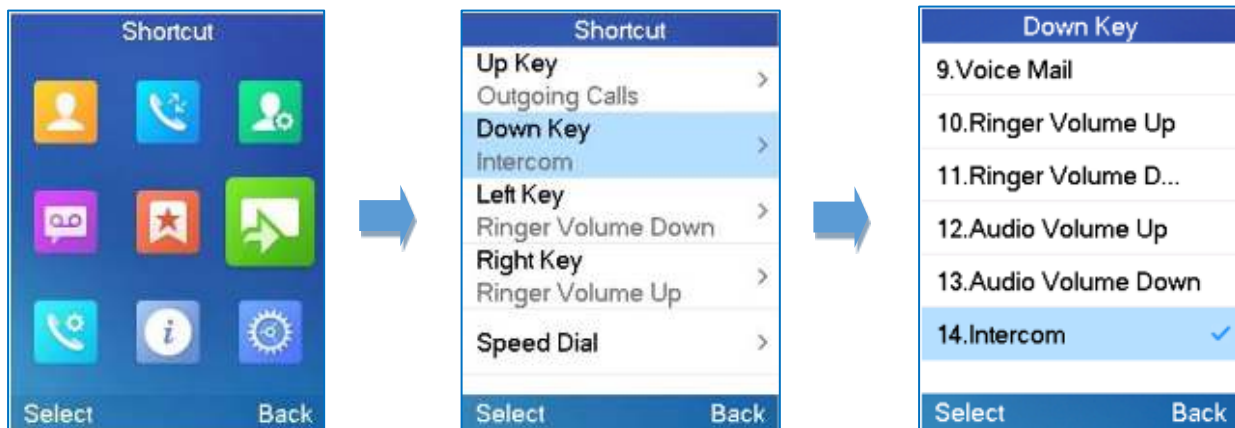 Shortcut
Select Back
Shortcut
Up Key
Outgoing Calls
Down Key
Intercom
Left Key
Ringer Volume Down
Right Key
Ringer Volume Up
Speed Dial
Select Back
Down Key
9.Voice Mail
10.Ringer Volume Up
11.Ringer Volume D...
12.Audio Volume Up
13.Audio Volume Down
14.Intercom
Select Back